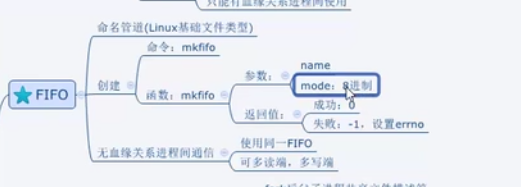 只能有血缘关系进程间使用
命名管道(Linux基础文件类型)
命令：mkfifo
name
参数：
mode：8进制
FIFO
创建
函数：mkfifo
成功：0
返回值：
失败：-1，设置errno
使用同一FIFO
无血缘关系进程间通信
可多读端，多写端